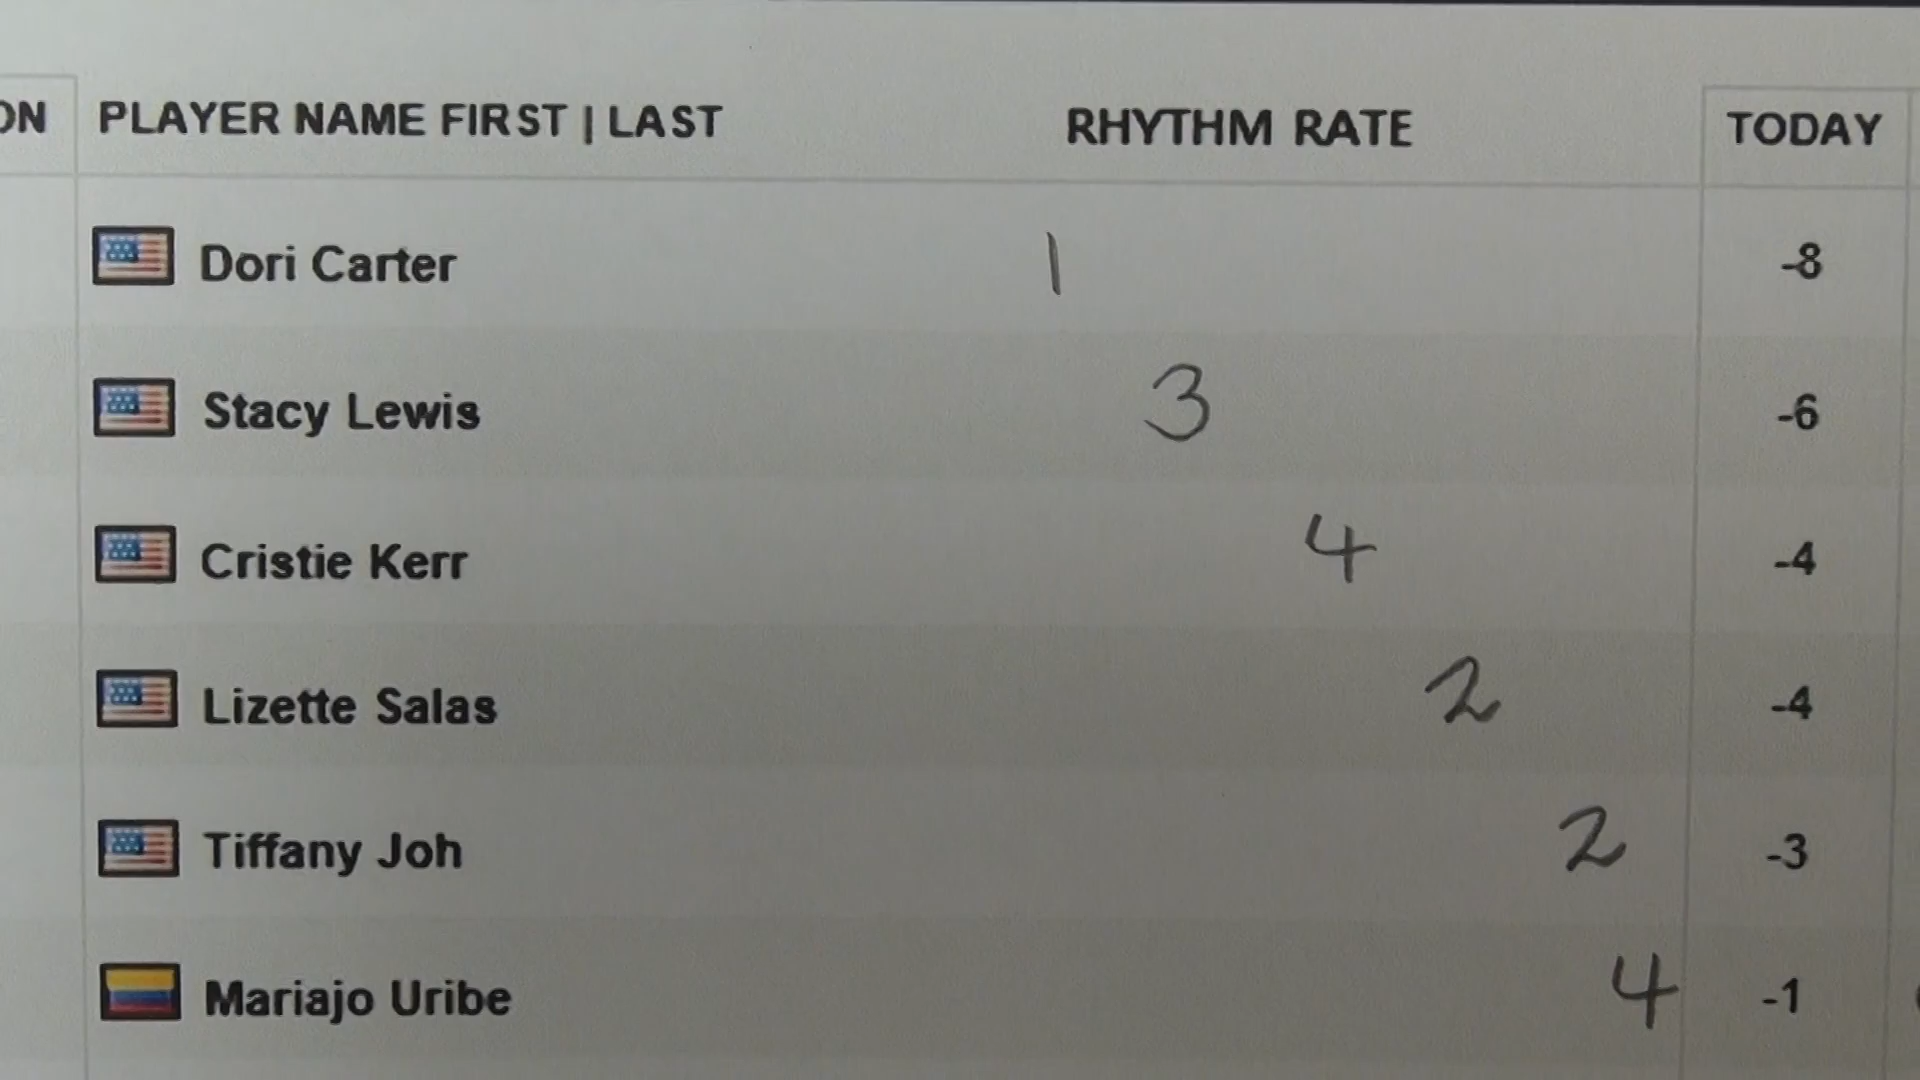 ON PLAYER NAME FIRST | LAST RHYTHM RATE TODAY
Dori Carter 1 -8
Stacy Lewis 3 -6
Cristie Kerr 4 -4
Lizette Salas 2 -4
Tiffany Joh 2 -3
Mariajo Uribe 4 -1